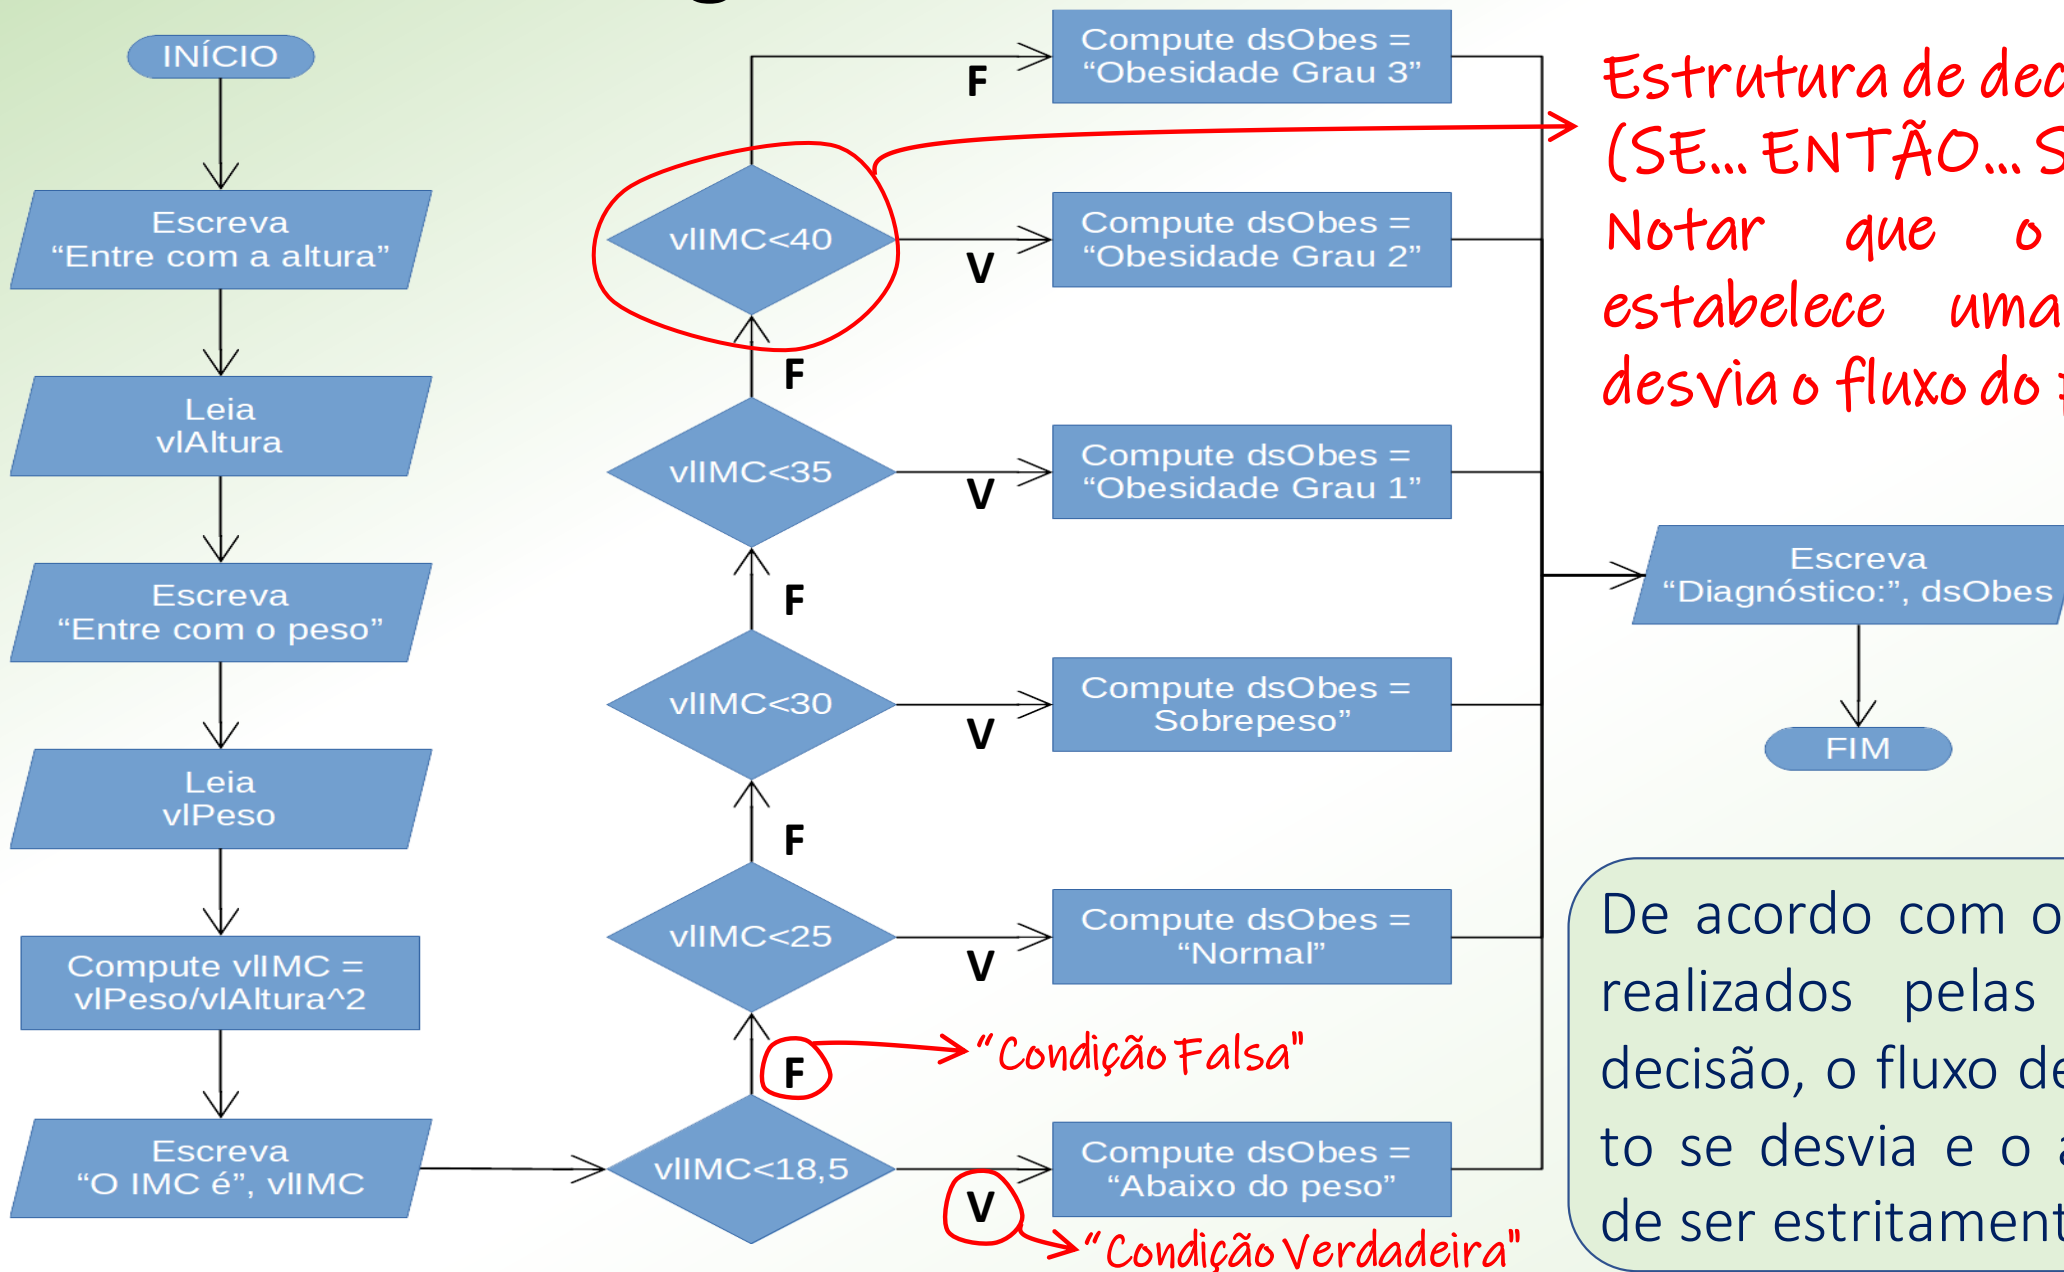 INÍCIO
Escreva
“Entre com a altura”
Leia
vlAltura
Escreva
“Entre com o peso”
Leia
vlPeso
Compute vlIMC =
vlPeso/vlAltura^2
Escreva
“O IMC é”, vlIMC
vlIMC<18,5
V
“Condição Verdadeira"
Compute dsObes =
“Abaixo do peso”
F
“Condição Falsa"
vlIMC<25
V
Compute dsObes =
“Normal”
F
vlIMC<30
V
Compute dsObes =
Sobrepeso”
F
vlIMC<35
V
Compute dsObes =
“Obesidade Grau 1”
F
vlIMC<40
V
Compute dsObes =
“Obesidade Grau 2”
F
Compute dsObes =
“Obesidade Grau 3”
Estrutura de dec
(SE... ENTÃO... S
Notar que o
estabelece uma
desvia o fluxo do
Escreva
“Diagnóstico:”, dsObes
FIM
De acordo com o
realizados pelas
decisão, o fluxo de
to se desvia e o a
de ser estritament